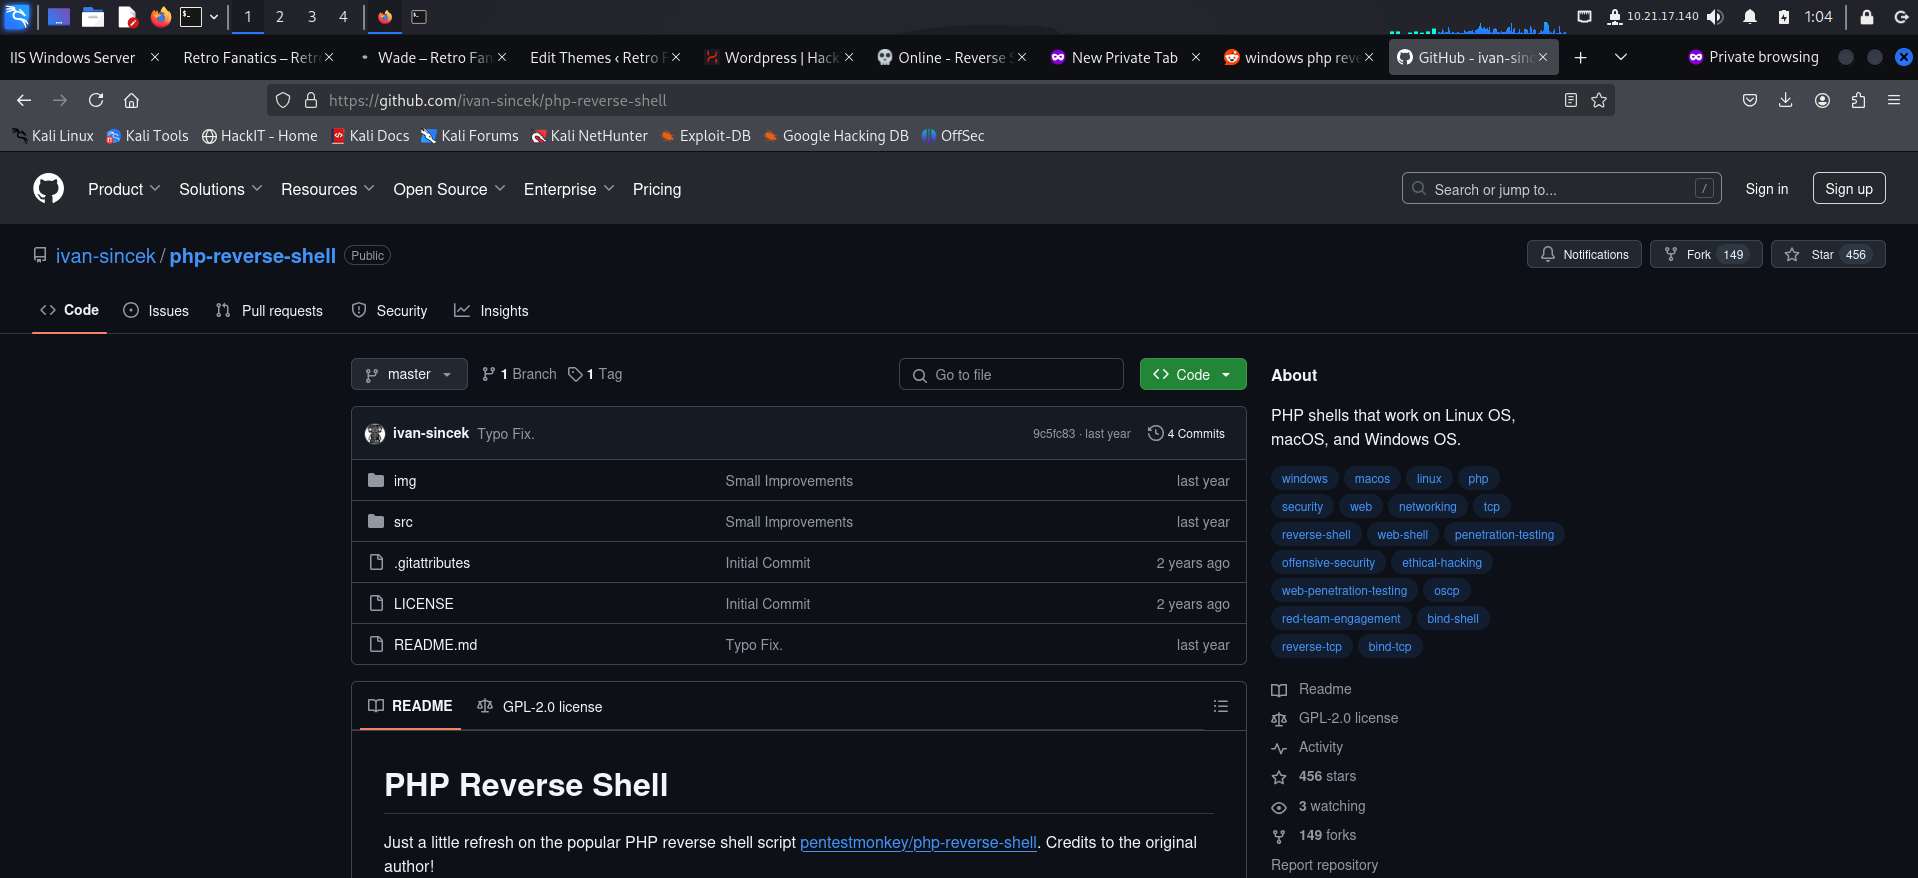 1 2 3 4 10.21.17.140 1:04
IIS Windows Server Retro Fanatics – Retr Wade – Retro Fan Edit Themes ‹ Retro F Wordpress | Hack Online - Reverse S New Private Tab windows php reve GitHub - ivan-sinc Private browsing
https://github.com/ivan-sincek/php-reverse-shell
Kali Linux Kali Tools HackIT - Home Kali Docs Kali Forums Kali NetHunter Exploit-DB Google Hacking DB OffSec
Product Solutions Resources Open Source Enterprise Pricing Search or jump to... / Sign in Sign up
ivan-sincek / php-reverse-shell Public Notifications Fork 149 Star 456
Code Issues Pull requests Security Insights
master 1 Branch 1 Tag Go to file Code
ivan-sincek Typo Fix. 9c5fc83 · last year 4 Commits
img Small Improvements last year
src Small Improvements last year
.gitattributes Initial Commit 2 years ago
LICENSE Initial Commit 2 years ago
README.md Typo Fix. last year
README GPL-2.0 license
PHP Reverse Shell
Just a little refresh on the popular PHP reverse shell script pentestmonkey/php-reverse-shell. Credits to the original
author!
About
PHP shells that work on Linux OS,
macOS, and Windows OS.
windows macos linux php
security web networking tcp
reverse-shell web-shell penetration-testing
offensive-security ethical-hacking
web-penetration-testing oscp
red-team-engagement bind-shell
reverse-tcp bind-tcp
Readme
GPL-2.0 license
Activity
456 stars
3 watching
149 forks
Report repository